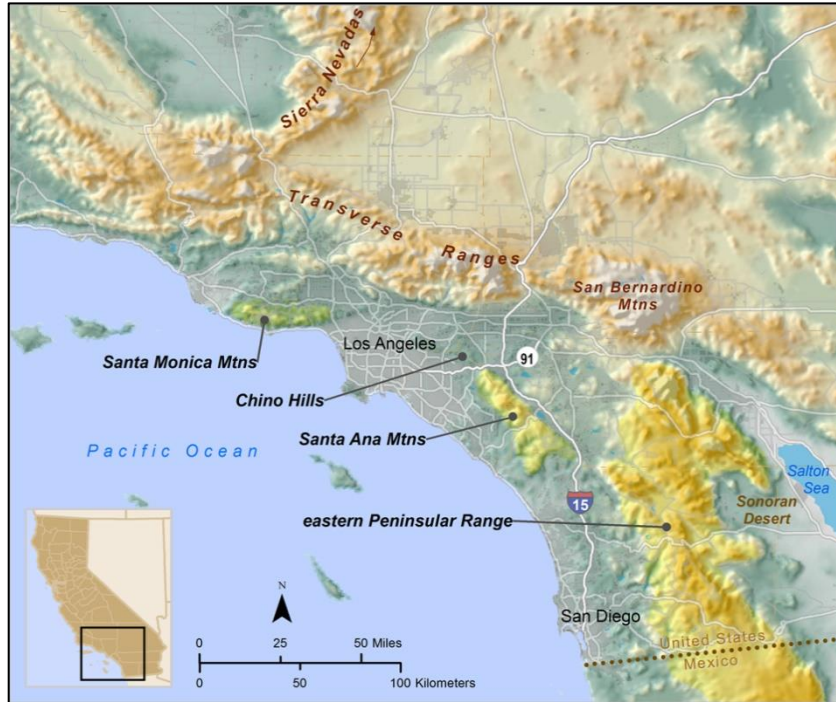 Sierra Nevadas
Transverse Ranges
San Bernardino
Mtns
Los Angeles
Santa Monica Mtns
91
Chino Hills
Santa Ana Mtns
Pacific Ocean
Salton
Sea
Sonoran
Desert
15
eastern Peninsular Range
N
San Diego
United States
Mexico
0 25 50 Miles
0 50 100 Kilometers